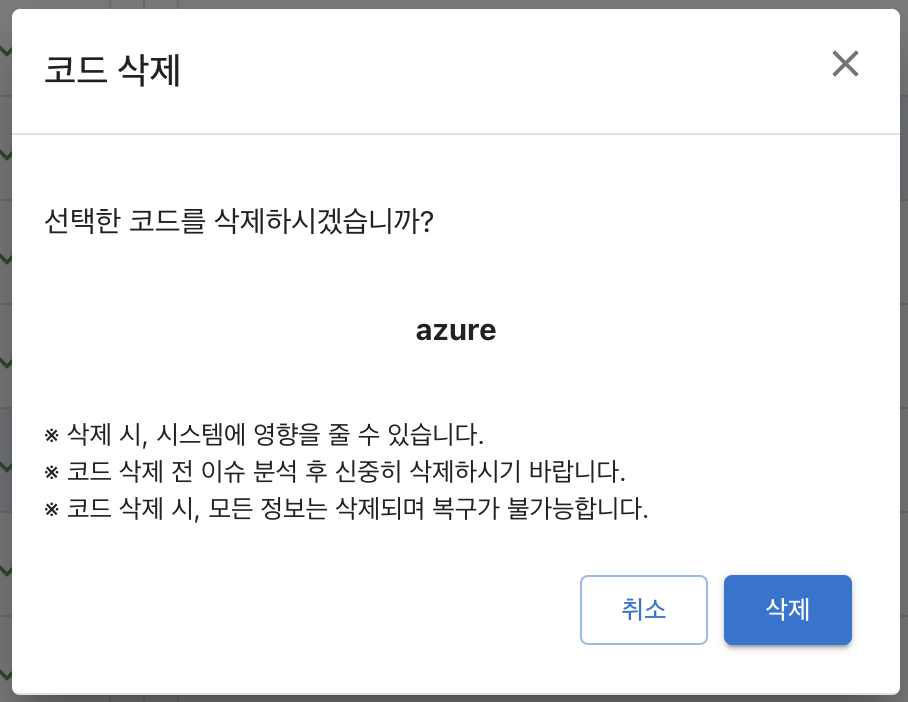 코드 삭제
선택한 코드를 삭제하시겠습니까?
azure
※ 삭제 시, 시스템에 영향을 줄 수 있습니다.
※ 코드 삭제 전 이슈 분석 후 신중히 삭제하시기 바랍니다.
※ 코드 삭제 시, 모든 정보는 삭제되며 복구가 불가능합니다.
취소 삭제